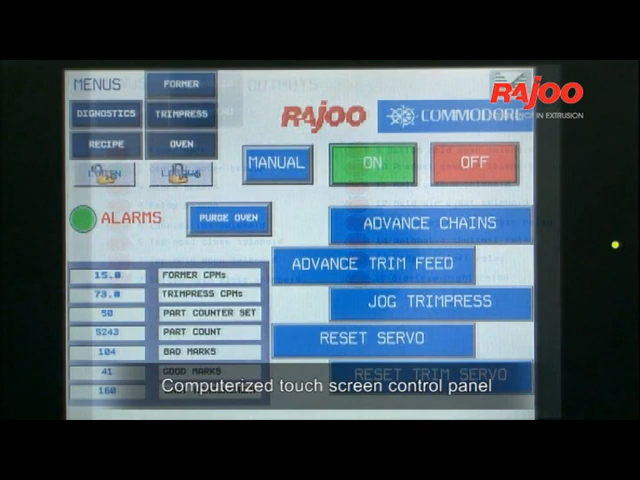 MENUS
FORMER
OUTPUTS
DIAGNOSTICS
TRIMPRESS
RECIPE
OVEN
RAJOO
COMMODORE
RAJOO
IN EXTRUSION
MANUAL
ON
OFF
ALARMS
PURGE OVEN
ADVANCE CHAINS
ADVANCE TRIM FEED
JOG TRIMPRESS
RESET SERVO
RESET TRIM SERVO
15.0 FORMER CPMs
73.0 TRIMPRESS CPMs
50 PART COUNTER SET
5243 PART COUNT
104 BAD MARKS
41 GOOD MARKS
160
Computerized touch screen control panel